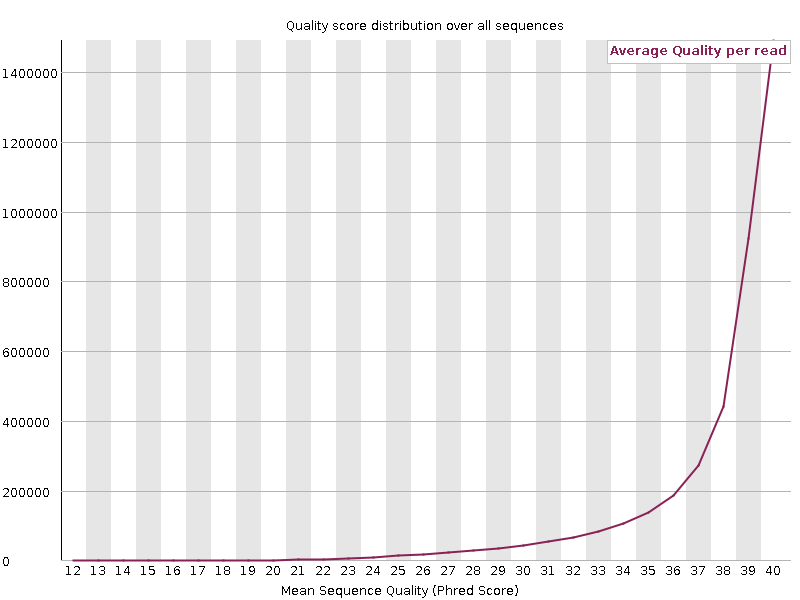 Quality score distribution over all sequences
Average Quality per read
1400000
1200000
1000000
800000
600000
400000
200000
0
12 13 14 15 16 17 18 19 20 21 22 23 24 25 26 27 28 29 30 31 32 33 34 35 36 37 38 39 40
Mean Sequence Quality (Phred Score)